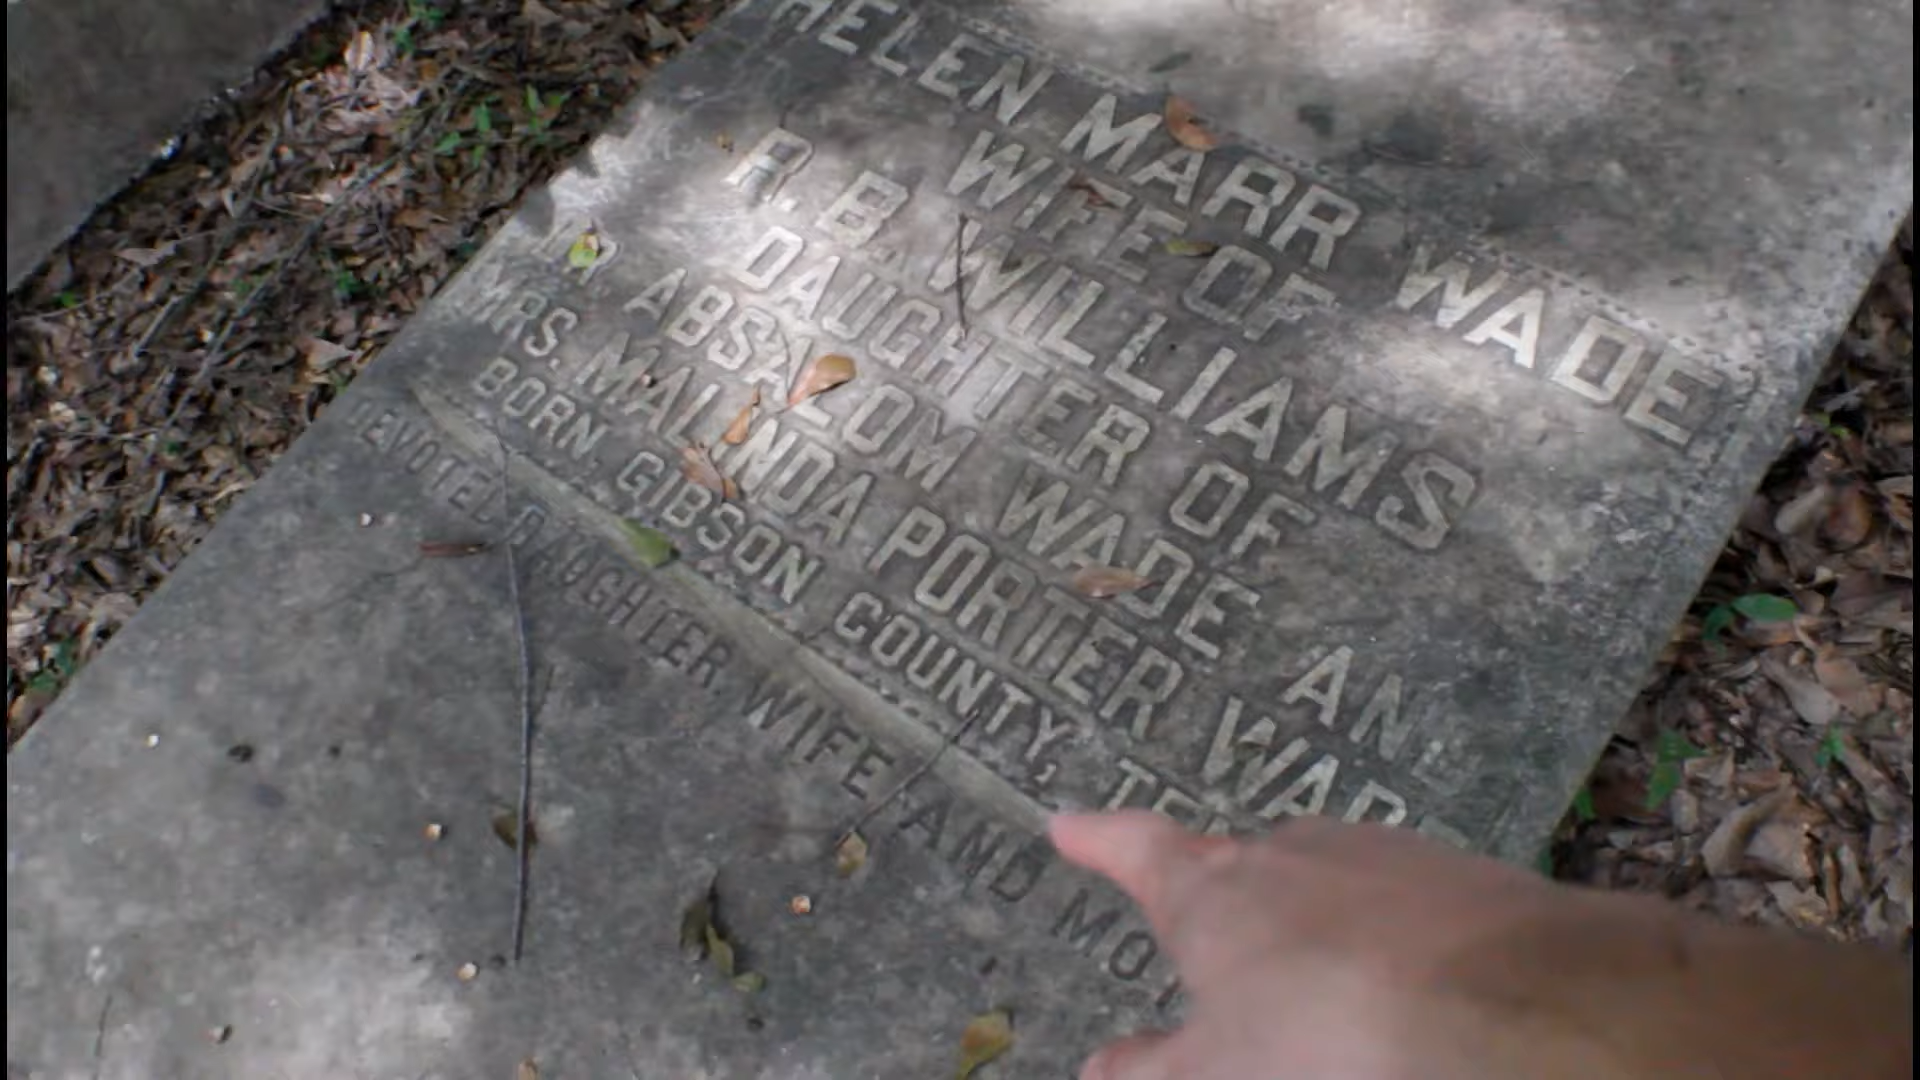 HELEN MARR WADE
WIFE OF
R. B. WILLIAMS
DAUGHTER OF
ABSALOM WADE AND
MRS. MALINDA PORTER
BORN, GIBSON COUNTY,
DEVOTED DAUGHTER, WIFE AND